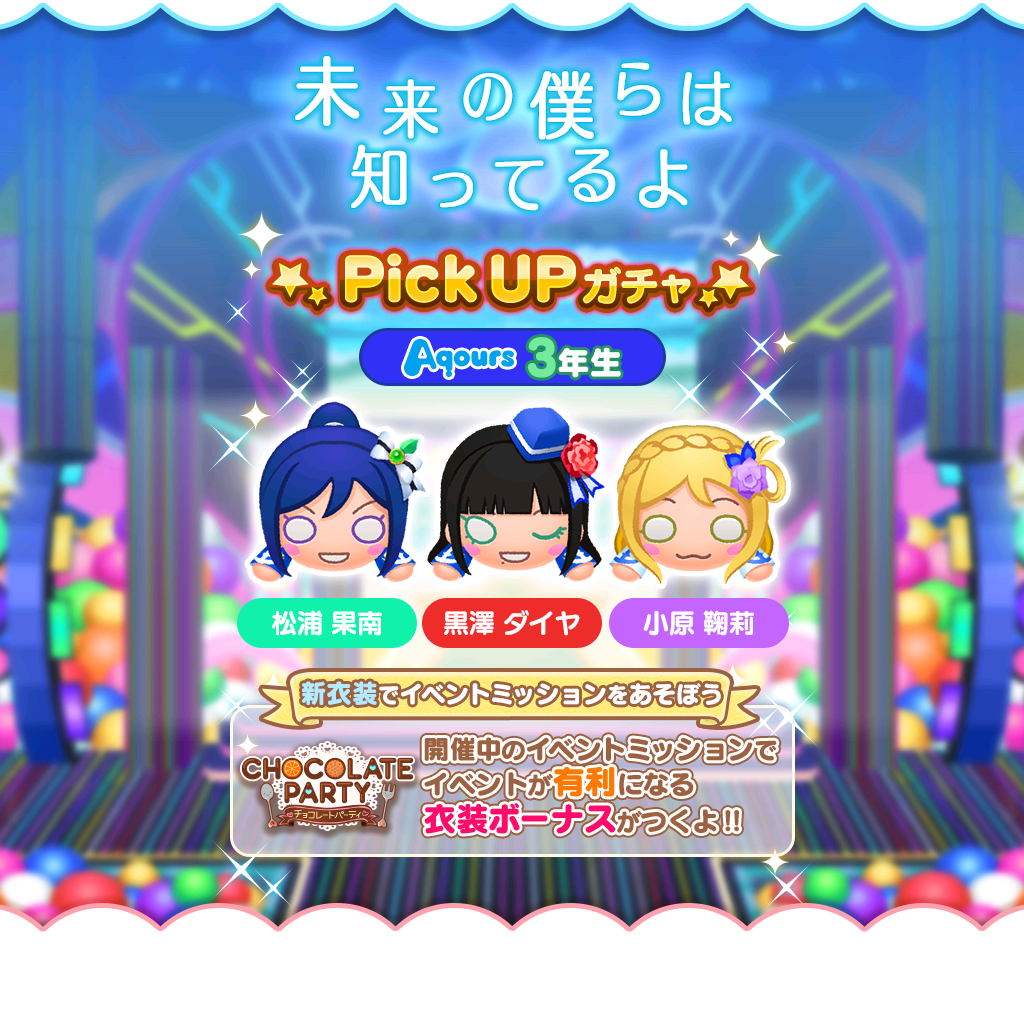 未来の僕らは
知ってるよ
Pick UP ガチャ
Aqours 3年生
松浦 果南
黒澤 ダイヤ
小原 鞠莉
新衣装でイベントミッションをあそぼう
CHOCOLATE
PARTY
チョコレートパーティ
開催中のイベントミッションで
イベントが有利になる
衣装ボーナスがつくよ!!